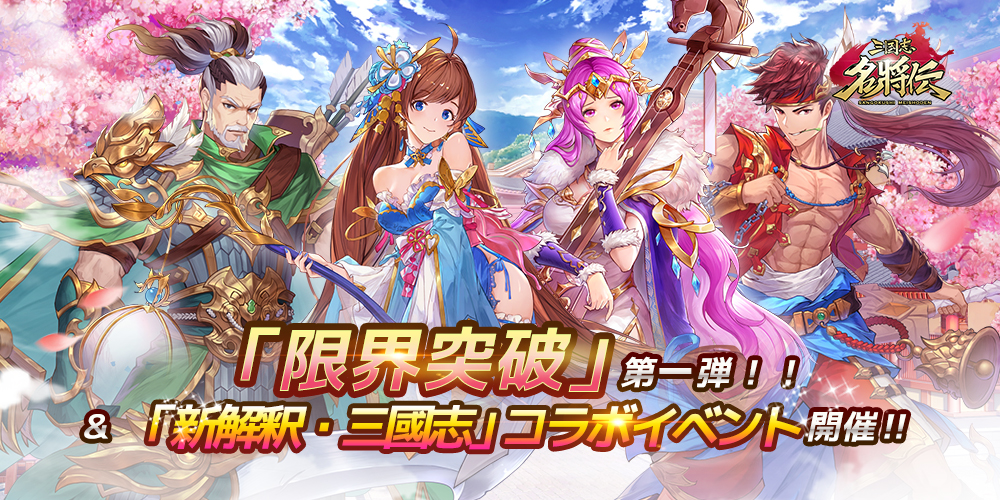 三国志
名将伝
SANGOKUSHI MEISHODEN
「限界突破」第一弾！！
&「新解釈・三國志」コラボイベント開催!!